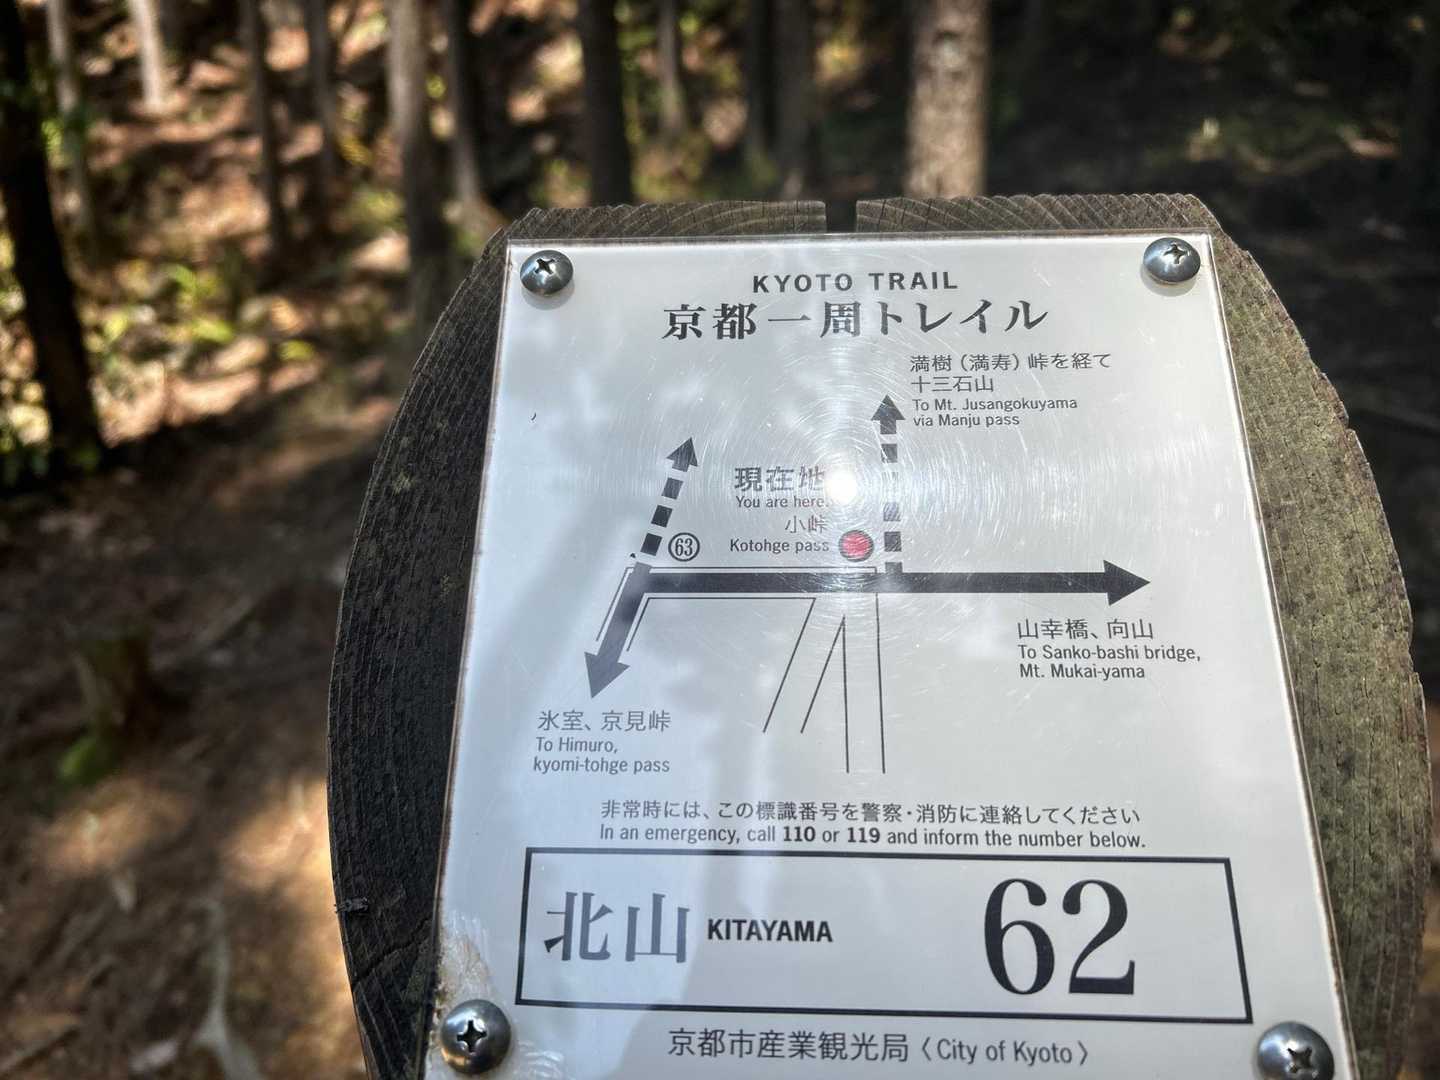 KYOTO TRAIL
京都一周トレイル
満樹（満寿）峠を経て
十三石山
To Mt. Jusangokuyama
via Manju pass
現在地
You are here.
小峠
Kotohge pass
63
山幸橋、向山
To Sanko-bashi bridge,
Mt. Mukai-yama
氷室、京見峠
To Himuro,
kyomi-tohge pass
非常時には、この標識番号を警察・消防に連絡してください
In an emergency, call 110 or 119 and inform the number below.
北山 KITAYAMA 62
京都市産業観光局〈City of Kyoto〉